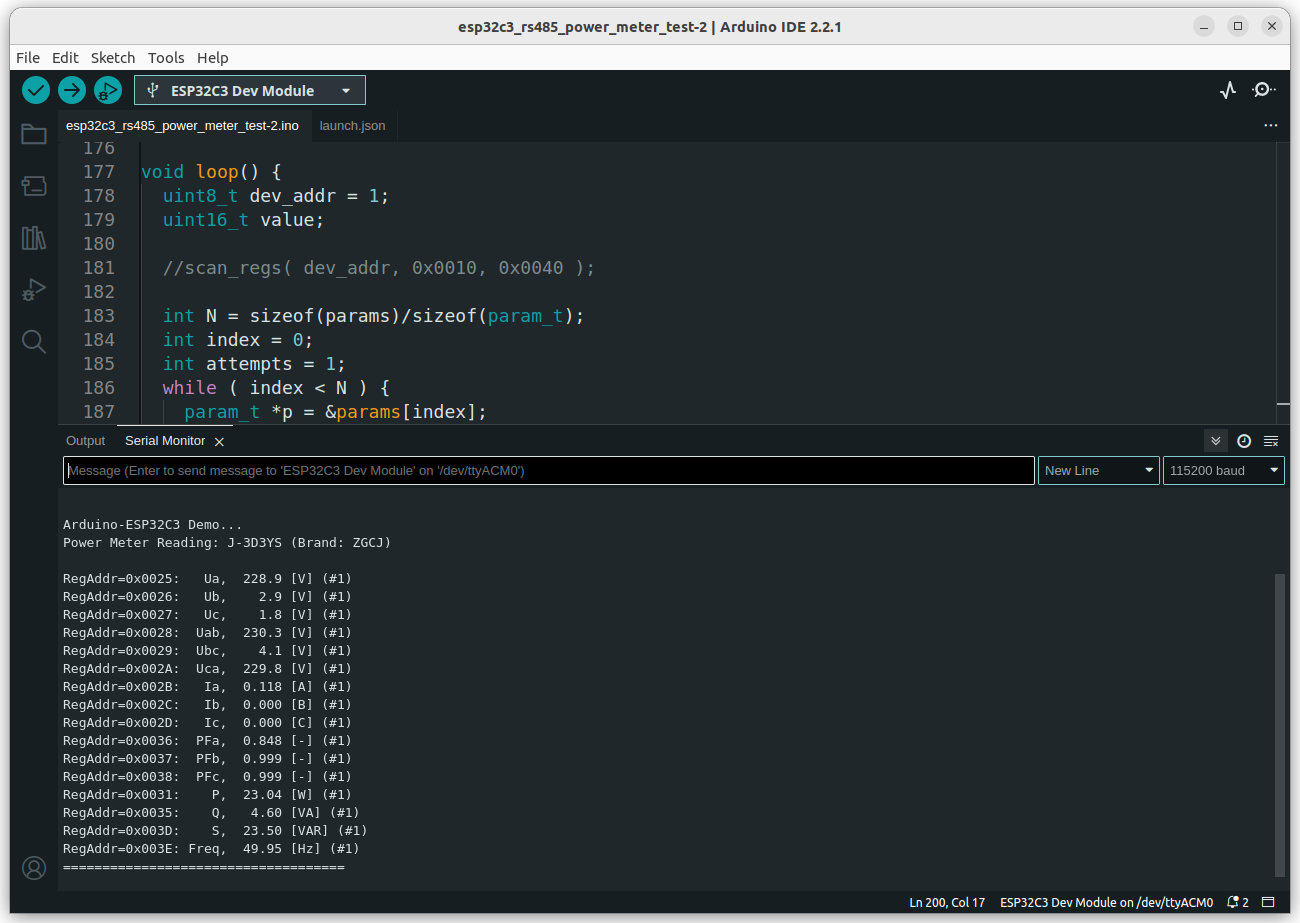 esp32c3_rs485_power_meter_test-2 | Arduino IDE 2.2.1
File Edit Sketch Tools Help
ESP32C3 Dev Module
esp32c3_rs485_power_meter_test-2.ino launch.json
176
177 void loop() {
178 uint8_t dev_addr = 1;
179 uint16_t value;
180
181 //scan_regs( dev_addr, 0x0010, 0x0040 );
182
183 int N = sizeof(params)/sizeof(param_t);
184 int index = 0;
185 int attempts = 1;
186 while ( index < N ) {
187 param_t *p = &params[index];
Output Serial Monitor
Message (Enter to send message to 'ESP32C3 Dev Module' on '/dev/ttyACM0') New Line 115200 baud
Arduino-ESP32C3 Demo...
Power Meter Reading: J-3D3YS (Brand: ZGCJ)
RegAddr=0x0025: Ua, 228.9 [V] (#1)
RegAddr=0x0026: Ub, 2.9 [V] (#1)
RegAddr=0x0027: Uc, 1.8 [V] (#1)
RegAddr=0x0028: Uab, 230.3 [V] (#1)
RegAddr=0x0029: Ubc, 4.1 [V] (#1)
RegAddr=0x002A: Uca, 229.8 [V] (#1)
RegAddr=0x002B: Ia, 0.118 [A] (#1)
RegAddr=0x002C: Ib, 0.000 [B] (#1)
RegAddr=0x002D: Ic, 0.000 [C] (#1)
RegAddr=0x0036: PFa, 0.848 [-] (#1)
RegAddr=0x0037: PFb, 0.999 [-] (#1)
RegAddr=0x0038: PFc, 0.999 [-] (#1)
RegAddr=0x0031: P, 23.04 [W] (#1)
RegAddr=0x0035: Q, 4.60 [VA] (#1)
RegAddr=0x003D: S, 23.50 [VAR] (#1)
RegAddr=0x003E: Freq, 49.95 [Hz] (#1)
====================================
Ln 200, Col 17 ESP32C3 Dev Module on /dev/ttyACM0 2